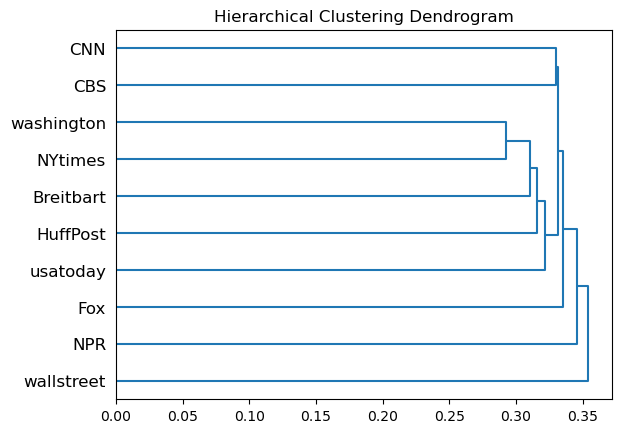 Hierarchical Clustering Dendrogram
CNN
CBS
washington
NYtimes
Breitbart
HuffPost
usatoday
Fox
NPR
wallstreet
0.00 0.05 0.10 0.15 0.20 0.25 0.30 0.35